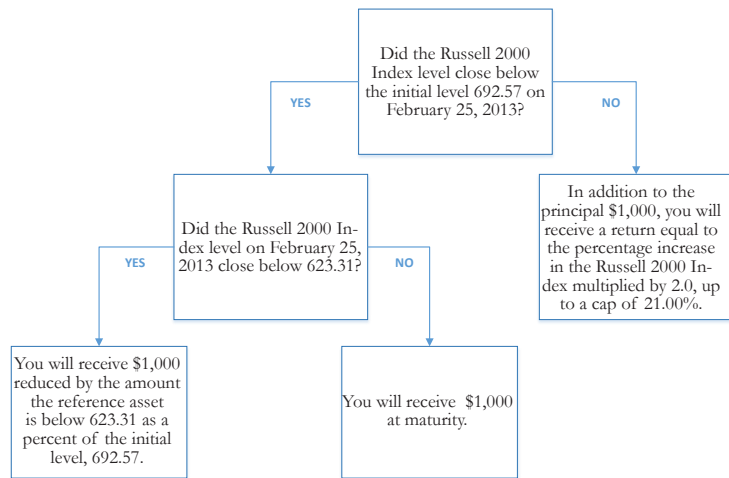 Did the Russell 2000
Index level close below
the initial level 692.57 on
February 25, 2013?
YES
NO
Did the Russell 2000 In-
dex level on February 25,
2013 close below 623.31?
In addition to the
principal $1,000, you will
receive a return equal to
the percentage increase
in the Russell 2000 In-
dex multiplied by 2.0, up
to a cap of 21.00%.
YES
NO
You will receive $1,000
reduced by the amount
the reference asset
is below 623.31 as a
percent of the initial
level, 692.57.
You will receive $1,000
at maturity.